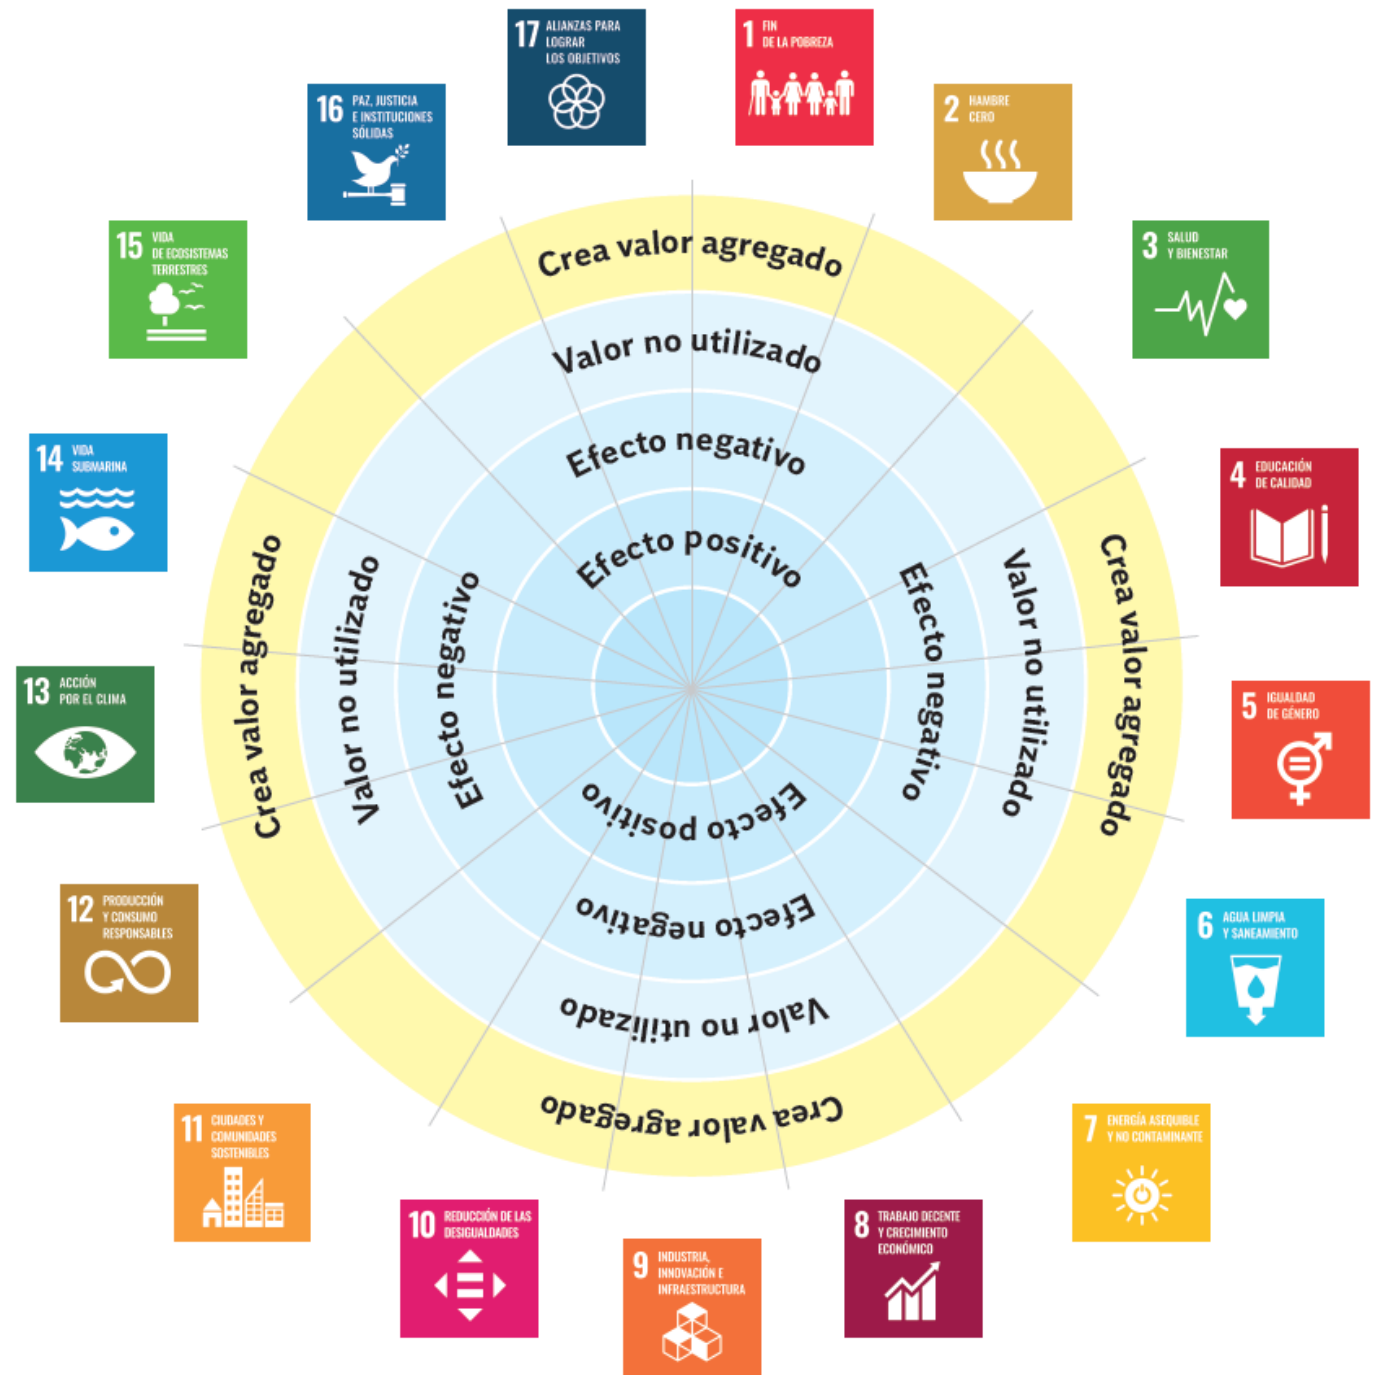 17 ALIANZAS PARA
LOGRAR
LOS OBJETIVOS
1 FIN
DE LA POBREZA
2 HAMBRE
CERO
3 SALUD
Y BIENESTAR
4 EDUCACIÓN
DE CALIDAD
5 IGUALDAD
DE GÉNERO
6 AGUA LIMPIA
Y SANEAMIENTO
7 ENERGÍA ASEQUIBLE
Y NO CONTAMINANTE
8 TRABAJO DECENTE
Y CRECIMIENTO
ECONÓMICO
9 INDUSTRIA,
INNOVACIÓN E
INFRAESTRUCTURA
10 REDUCCIÓN DE LAS
DESIGUALDADES
11 CIUDADES Y
COMUNIDADES
SOSTENIBLES
12 PRODUCCIÓN
Y CONSUMO
RESPONSABLES
13 ACCIÓN
POR EL CLIMA
14 VIDA
SUBMARINA
15 VIDA
DE ECOSISTEMAS
TERRESTRES
16 PAZ, JUSTICIA
E INSTITUCIONES
SÓLIDAS
Crea valor agregado
Valor no utilizado
Efecto negativo
Efecto positivo
Crea valor agregado
Valor no utilizado
Efecto negativo
Efecto negativo
Valor no utilizado
Crea valor agregado
Efecto positivo
Efecto negativo
Valor no utilizado
Crea valor agregado